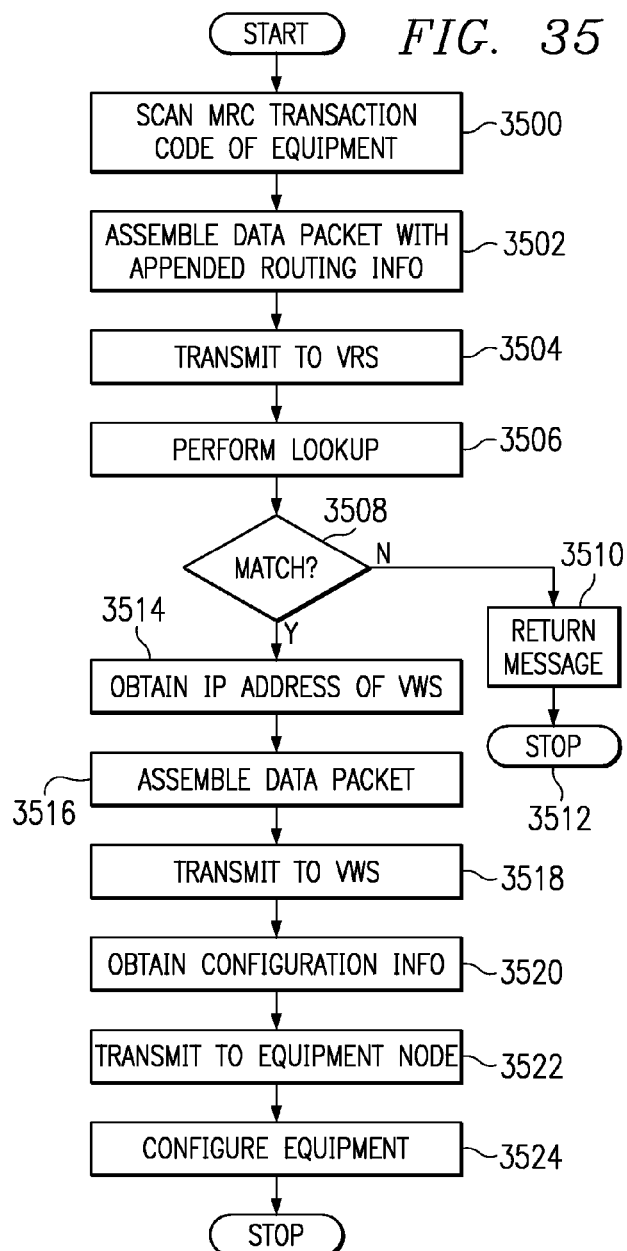 START
FIG. 35
SCAN MRC TRANSACTION
CODE OF EQUIPMENT
3500
ASSEMBLE DATA PACKET WITH
APPENDED ROUTING INFO
3502
TRANSMIT TO VRS
3504
PERFORM LOOKUP
3506
3508
MATCH?
N
Y
3510
RETURN
MESSAGE
STOP
3512
3514
OBTAIN IP ADDRESS OF VWS
ASSEMBLE DATA PACKET
3516
TRANSMIT TO VWS
3518
OBTAIN CONFIGURATION INFO
3520
TRANSMIT TO EQUIPMENT NODE
3522
CONFIGURE EQUIPMENT
3524
STOP